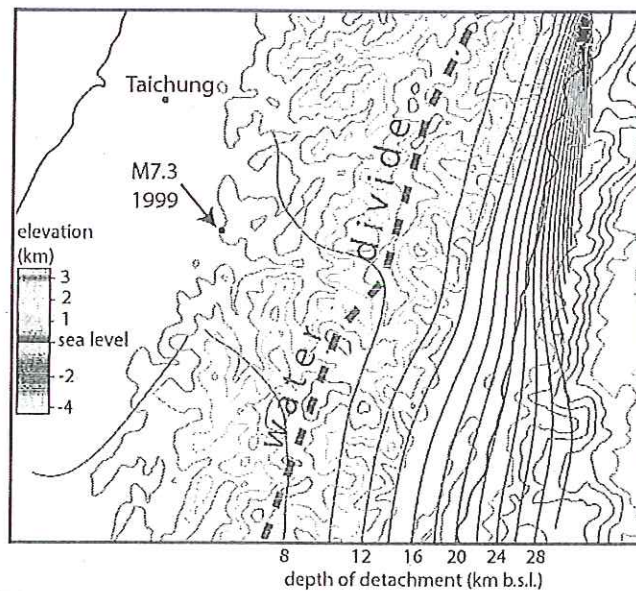 Taichung
M7.3
1999
water divide
elevation
(km)
3
2
1
sea level
-2
-4
8 12 16 20 24 28
depth of detachment (km b.s.l.)